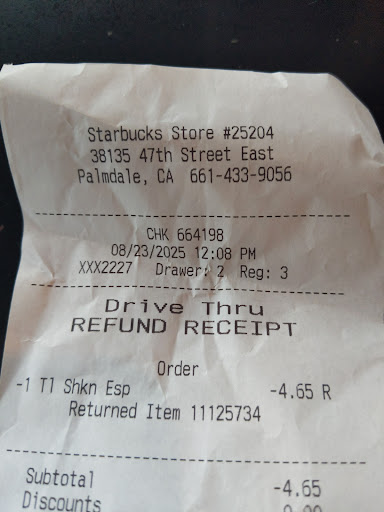 Starbucks Store #25204
38135 47th Street East
Palmdale, CA 661-433-9056
CHK 664198
08/23/2025 12:08 PM
XXX2227 Drawer: 2 Reg: 3
Drive Thru
REFUND RECEIPT
Order
-1 Tl Shkn Esp -4.65 R
Returned Item 11125734
Subtotal -4.65
Discounts